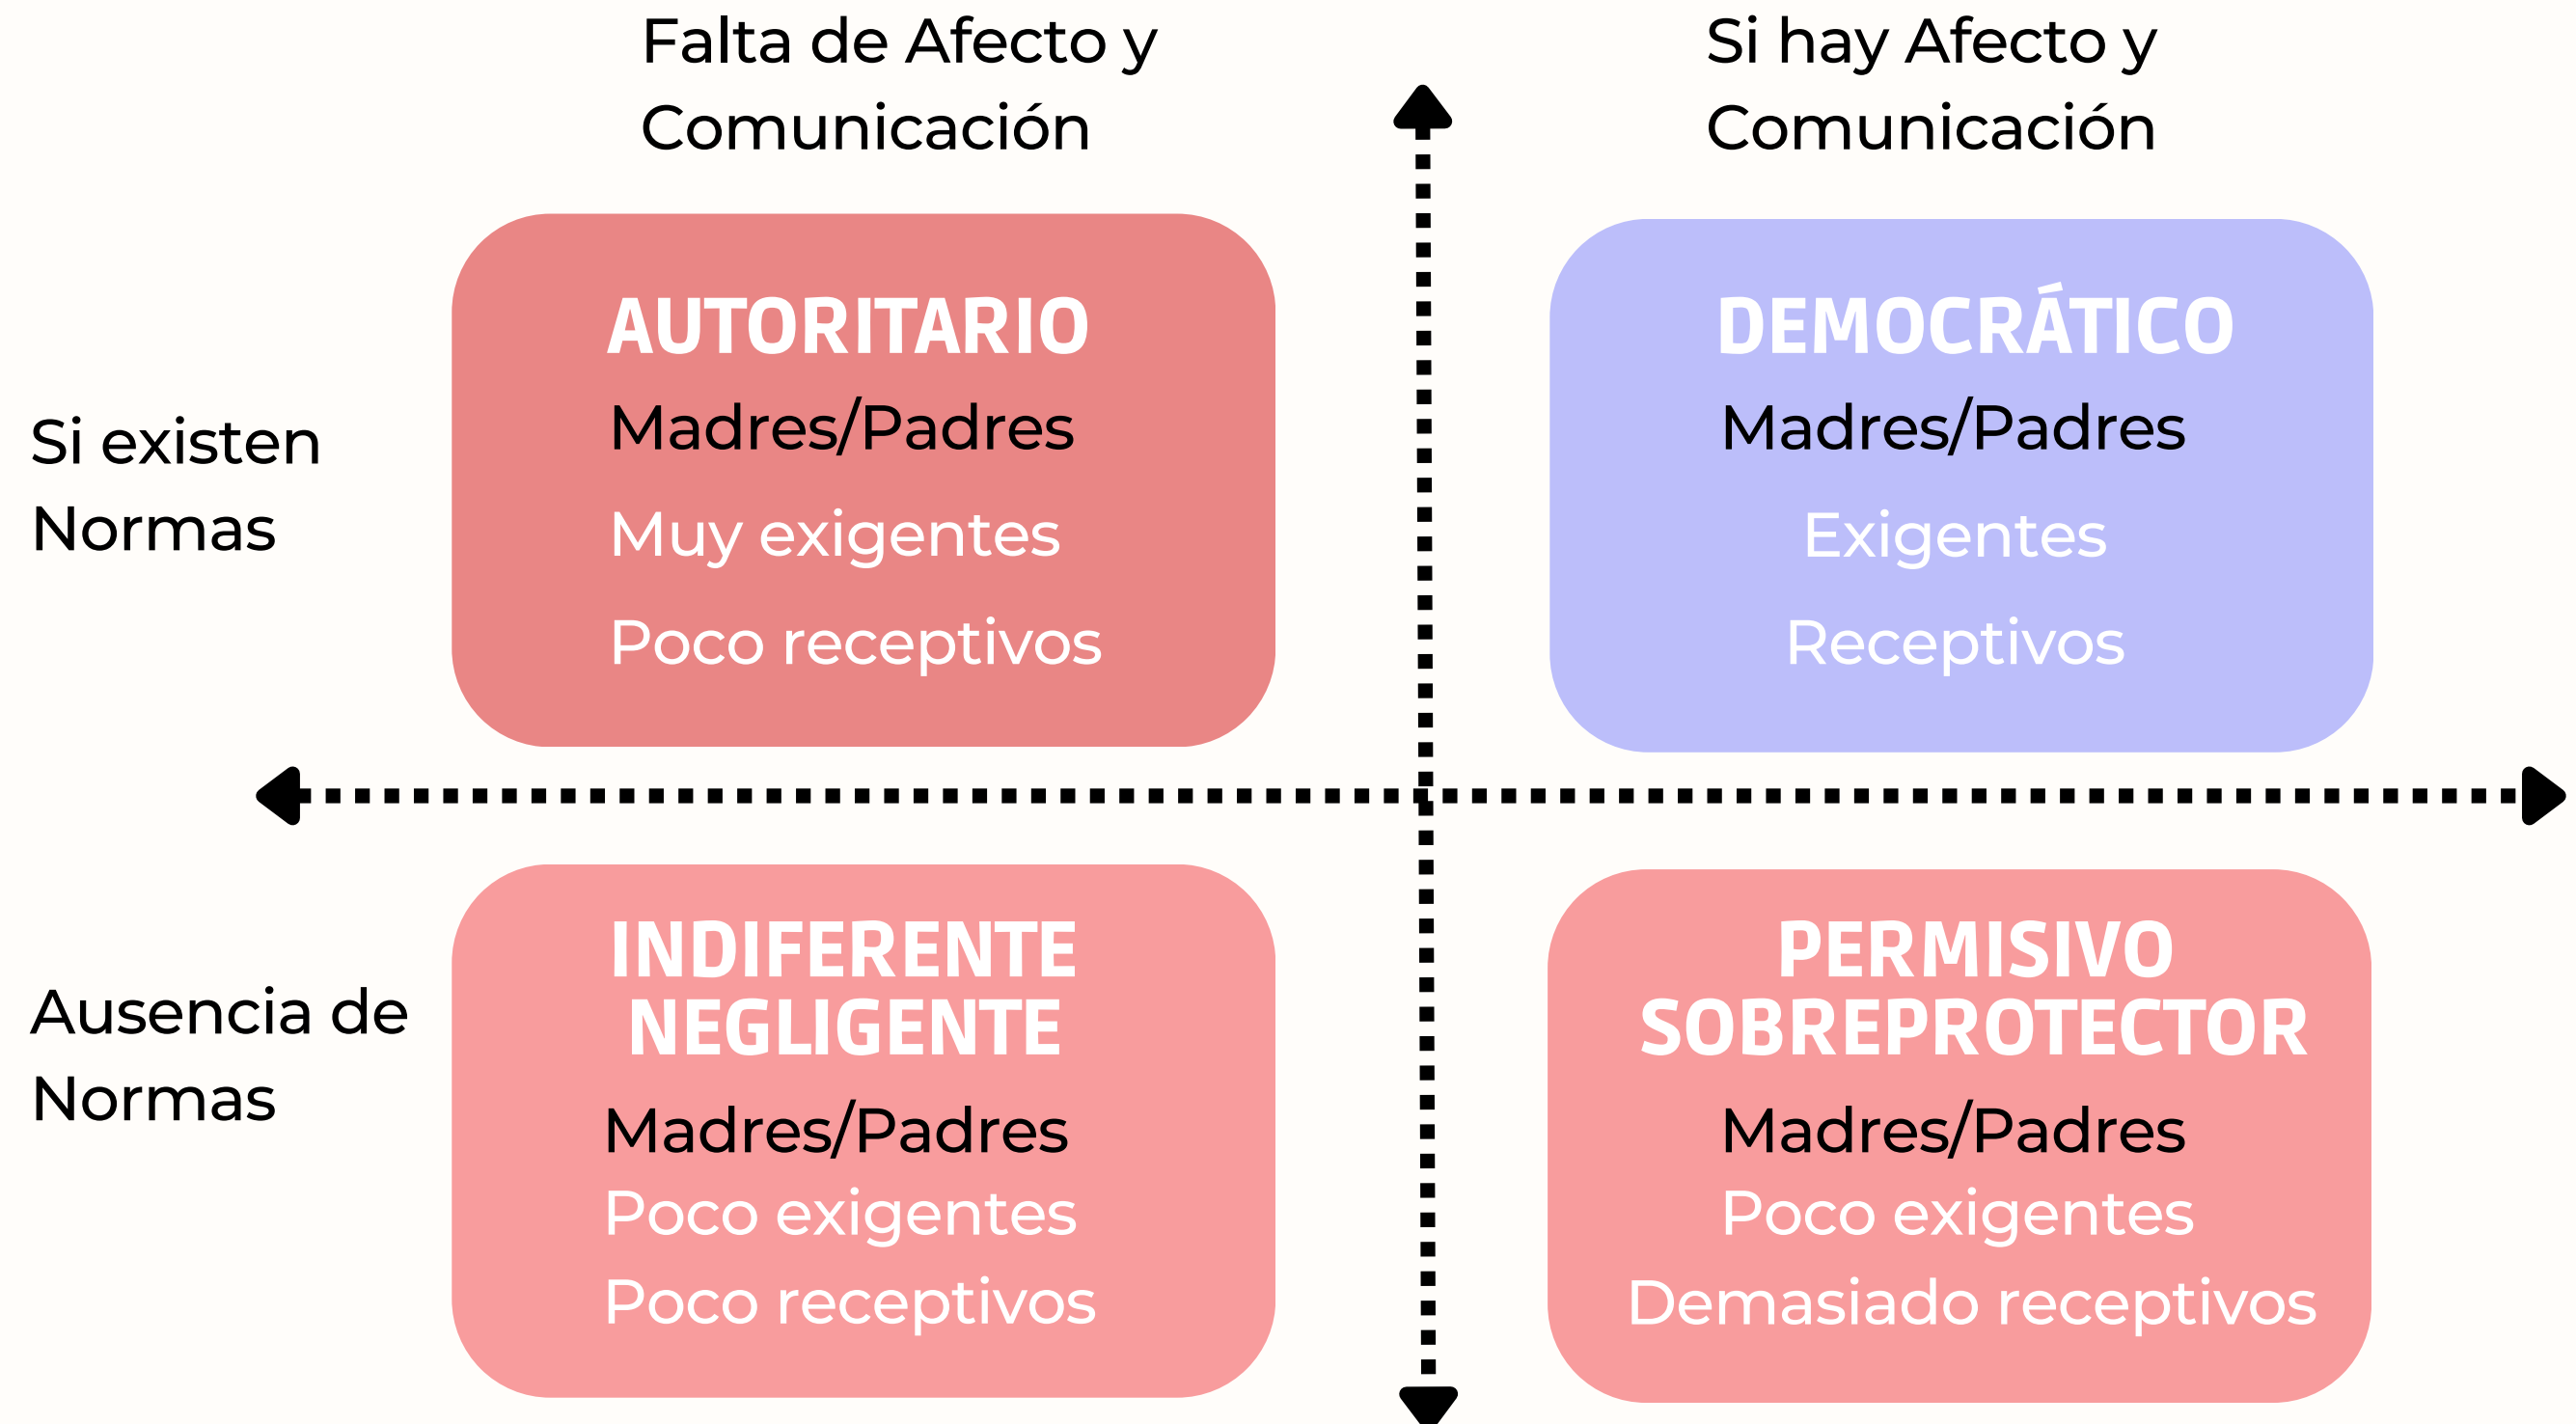 Falta de Afecto y
Comunicación
Si hay Afecto y
Comunicación
Si existen
Normas
AUTORITARIO
Madres/Padres
Muy exigentes
Poco receptivos
DEMOCRÁTICO
Madres/Padres
Exigentes
Receptivos
Ausencia de
Normas
INDIFERENTE
NEGLIGENTE
Madres/Padres
Poco exigentes
Poco receptivos
PERMISIVO
SOBREPROTECTOR
Madres/Padres
Poco exigentes
Demasiado receptivos